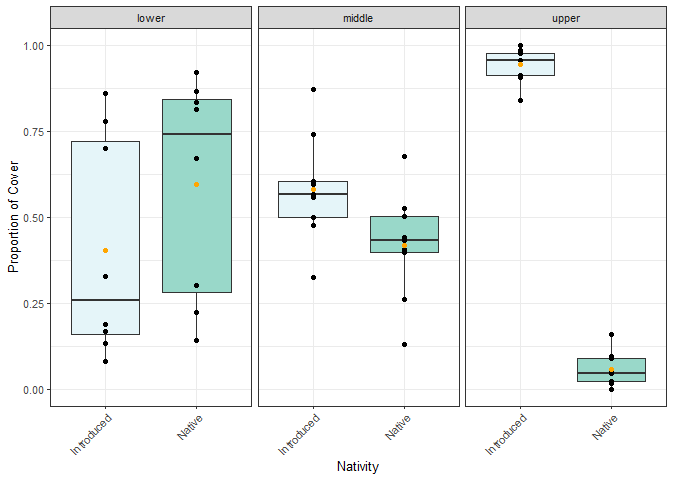 lower middle upper
1.00
0.75
0.50
0.25
0.00
Proportion of Cover
Introduced Native Introduced Native Introduced Native
Nativity